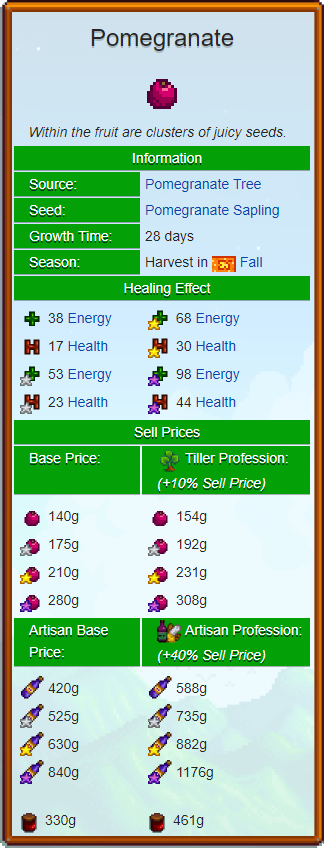 Pomegranate
Within the fruit are clusters of juicy seeds.
Information
Source: Pomegranate Tree
Seed: Pomegranate Sapling
Growth Time: 28 days
Season: Harvest in Fall
Healing Effect
38 Energy 68 Energy
17 Health 30 Health
53 Energy 98 Energy
23 Health 44 Health
Sell Prices
Base Price: Tiller Profession:
(+10% Sell Price)
140g 154g
175g 192g
210g 231g
280g 308g
Artisan Base Artisan Profession:
Price: (+40% Sell Price)
420g 588g
525g 735g
630g 882g
840g 1176g
330g 461g